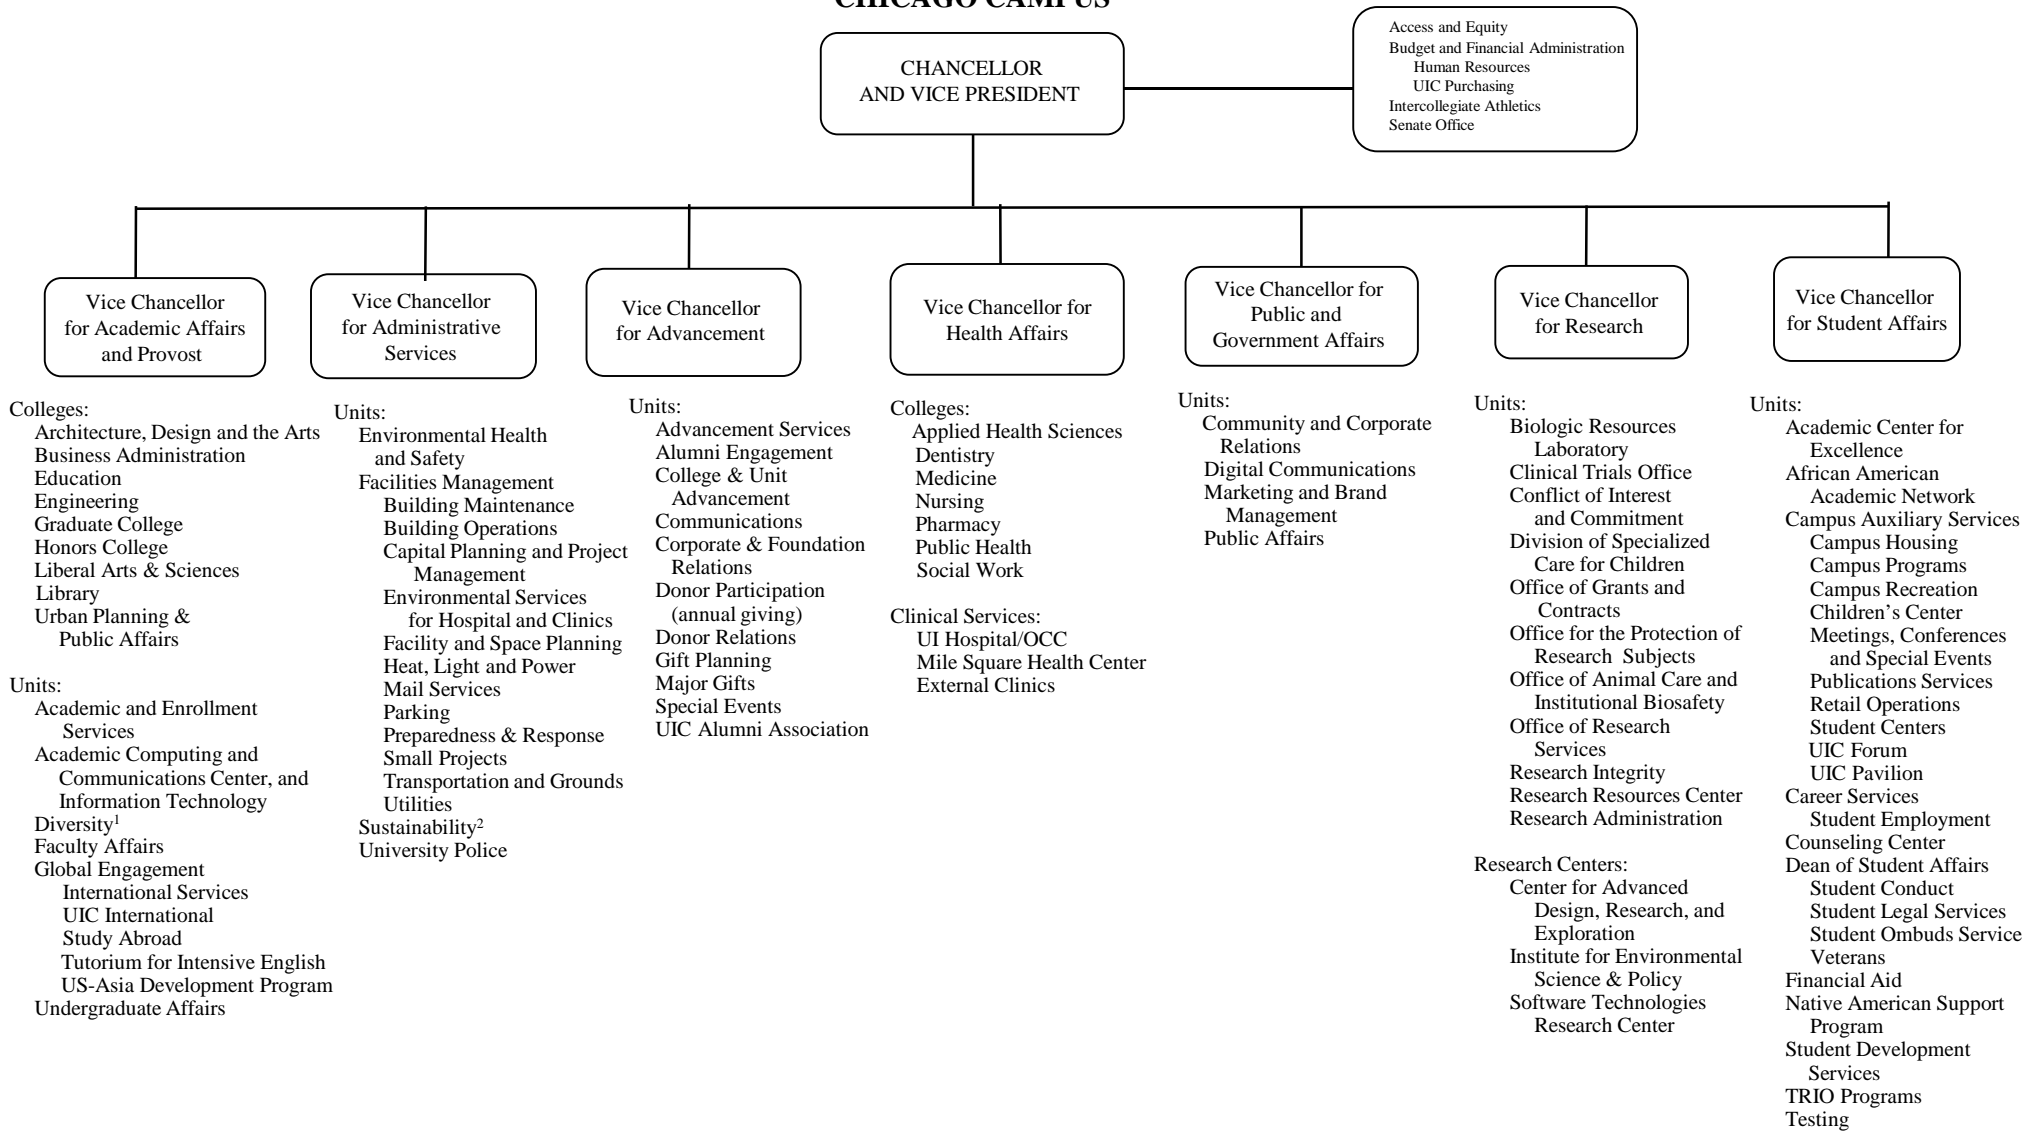 CHICAGO CAMPUS
CHANCELLOR
AND VICE PRESIDENT
Access and Equity
Budget and Financial Administration
Human Resources
UIC Purchasing
Intercollegiate Athletics
Senate Office
Vice Chancellor
for Academic Affairs
and Provost
Colleges:
Architecture, Design and the Arts
Business Administration
Education
Engineering
Graduate College
Honors College
Liberal Arts & Sciences
Library
Urban Planning &
Public Affairs
Units:
Academic and Enrollment
Services
Academic Computing and
Communications Center, and
Information Technology
Diversity1
Faculty Affairs
Global Engagement
International Services
UIC International
Study Abroad
Tutorium for Intensive English
US-Asia Development Program
Undergraduate Affairs
Vice Chancellor
for Administrative
Services
Units:
Environmental Health
and Safety
Facilities Management
Building Maintenance
Building Operations
Capital Planning and Project
Management
Environmental Services
for Hospital and Clinics
Facility and Space Planning
Heat, Light and Power
Mail Services
Parking
Preparedness & Response
Small Projects
Transportation and Grounds
Utilities
Sustainability2
University Police
Vice Chancellor
for Advancement
Units:
Advancement Services
Alumni Engagement
College & Unit
Advancement
Communications
Corporate & Foundation
Relations
Donor Participation
(annual giving)
Donor Relations
Gift Planning
Major Gifts
Special Events
UIC Alumni Association
Vice Chancellor for
Health Affairs
Colleges:
Applied Health Sciences
Dentistry
Medicine
Nursing
Pharmacy
Public Health
Social Work
Clinical Services:
UI Hospital/OCC
Mile Square Health Center
External Clinics
Vice Chancellor for
Public and
Government Affairs
Units:
Community and Corporate
Relations
Digital Communications
Marketing and Brand
Management
Public Affairs
Vice Chancellor
for Research
Units:
Biologic Resources
Laboratory
Clinical Trials Office
Conflict of Interest
and Commitment
Division of Specialized
Care for Children
Office of Grants and
Contracts
Office for the Protection of
Research Subjects
Office of Animal Care and
Institutional Biosafety
Office of Research
Services
Research Integrity
Research Resources Center
Research Administration
Research Centers:
Center for Advanced
Design, Research, and
Exploration
Institute for Environmental
Science & Policy
Software Technologies
Research Center
Vice Chancellor
for Student Affairs
Units:
Academic Center for
Excellence
African American
Academic Network
Campus Auxiliary Services
Campus Housing
Campus Programs
Campus Recreation
Children’s Center
Meetings, Conferences
and Special Events
Publications Services
Retail Operations
Student Centers
UIC Forum
UIC Pavilion
Career Services
Student Employment
Counseling Center
Dean of Student Affairs
Student Conduct
Student Legal Services
Student Ombuds Service
Veterans
Financial Aid
Native American Support
Program
Student Development
Services
TRIO Programs
Testing